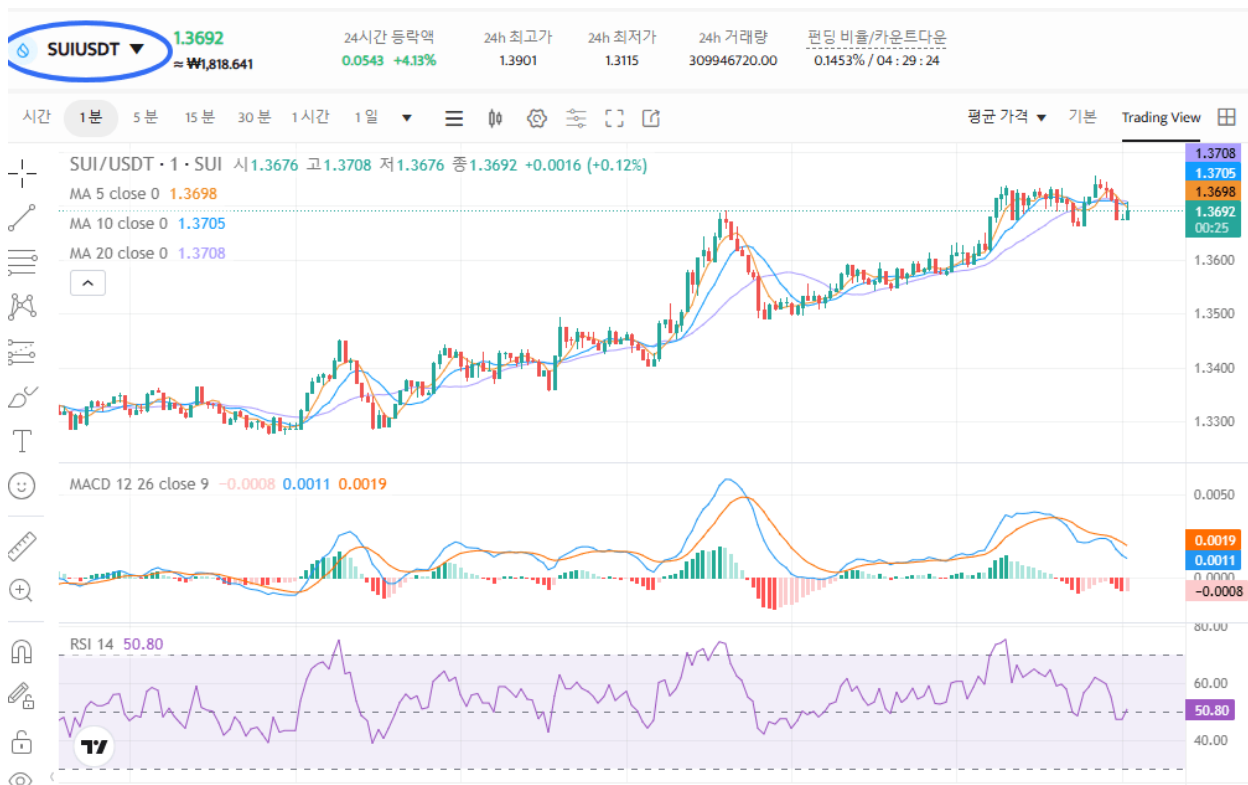 SUIUSDT ▼
1.3692
≈ ₩1,818.641
24시간 등락액
0.0543 +4.13%
24h 최고가
1.3901
24h 최저가
1.3115
24h 거래량
309946720.00
펀딩 비율/카운트다운
0.1453% / 04 : 29 : 24
시간 1분 5분 15분 30분 1시간 1일 ▼
평균 가격 ▼ 기본 Trading View
SUI/USDT · 1 · SUI 시1.3676 고1.3708 저1.3676 종1.3692 +0.0016 (+0.12%)
MA 5 close 0 1.3698
MA 10 close 0 1.3705
MA 20 close 0 1.3708
1.3708
1.3705
1.3698
1.3692
00:25
1.3600
1.3500
1.3400
1.3300
MACD 12 26 close 9 −0.0008 0.0011 0.0019
0.0050
0.0019
0.0011
0.0000
−0.0008
RSI 14 50.80
80.00
60.00
50.80
40.00